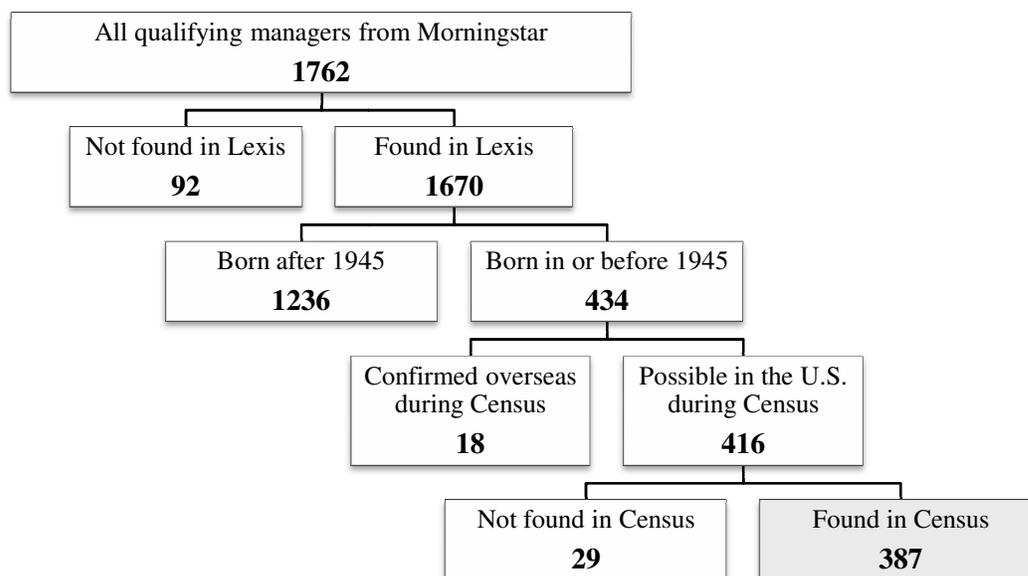 All qualifying managers from Morningstar
1762
Not found in Lexis
92
Found in Lexis
1670
Born after 1945
1236
Born in or before 1945
434
Confirmed overseas
during Census
18
Possible in the U.S.
during Census
416
Not found in Census
29
Found in Census
387